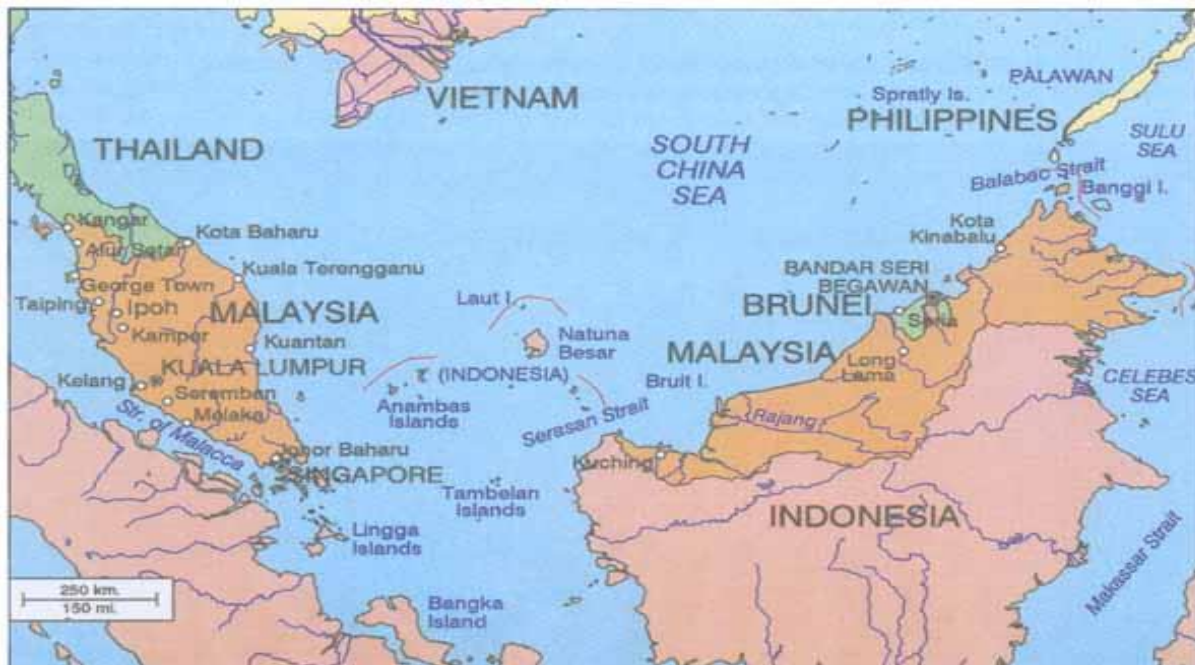 VIETNAM
PALAWAN
Spratly Is.
PHILIPPINES
SULU
SEA
THAILAND
SOUTH
CHINA
SEA
Balabac Strait
Banggi I.
Kangar
Alur Setar
Kota Baharu
Kota
Kinabalu
Kuala Terengganu
George Town
Taiping
Ipoh
MALAYSIA
Kamper
Kuantan
KUALA LUMPUR
Laut I.
Natuna
Besar
(INDONESIA)
BANDAR SERI
BEGAWAN
BRUNEI
Seria
MALAYSIA
Long
Lama
Bruit I.
CELEBES
SEA
Kelang
Seremban
Melaka
Str. of Malacca
Anambas
Islands
Serasan Strait
Rajang
Johor Baharu
SINGAPORE
Kuching
Tambelan
Islands
INDONESIA
Lingga
Islands
Makassar Strait
250 km.
150 mi.
Bangka
Island